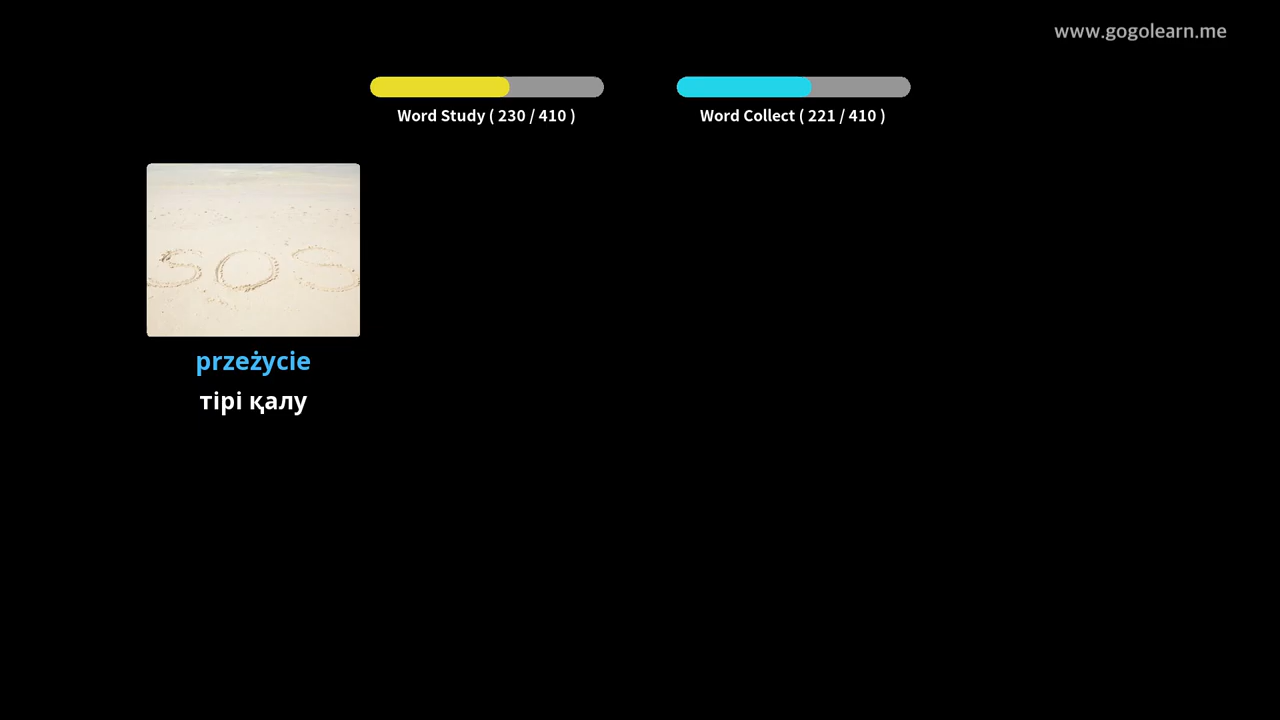 www.gogolearn.me
Word Study ( 230 / 410 )
Word Collect ( 221 / 410 )
SOS
przeżycie
тірі қалу